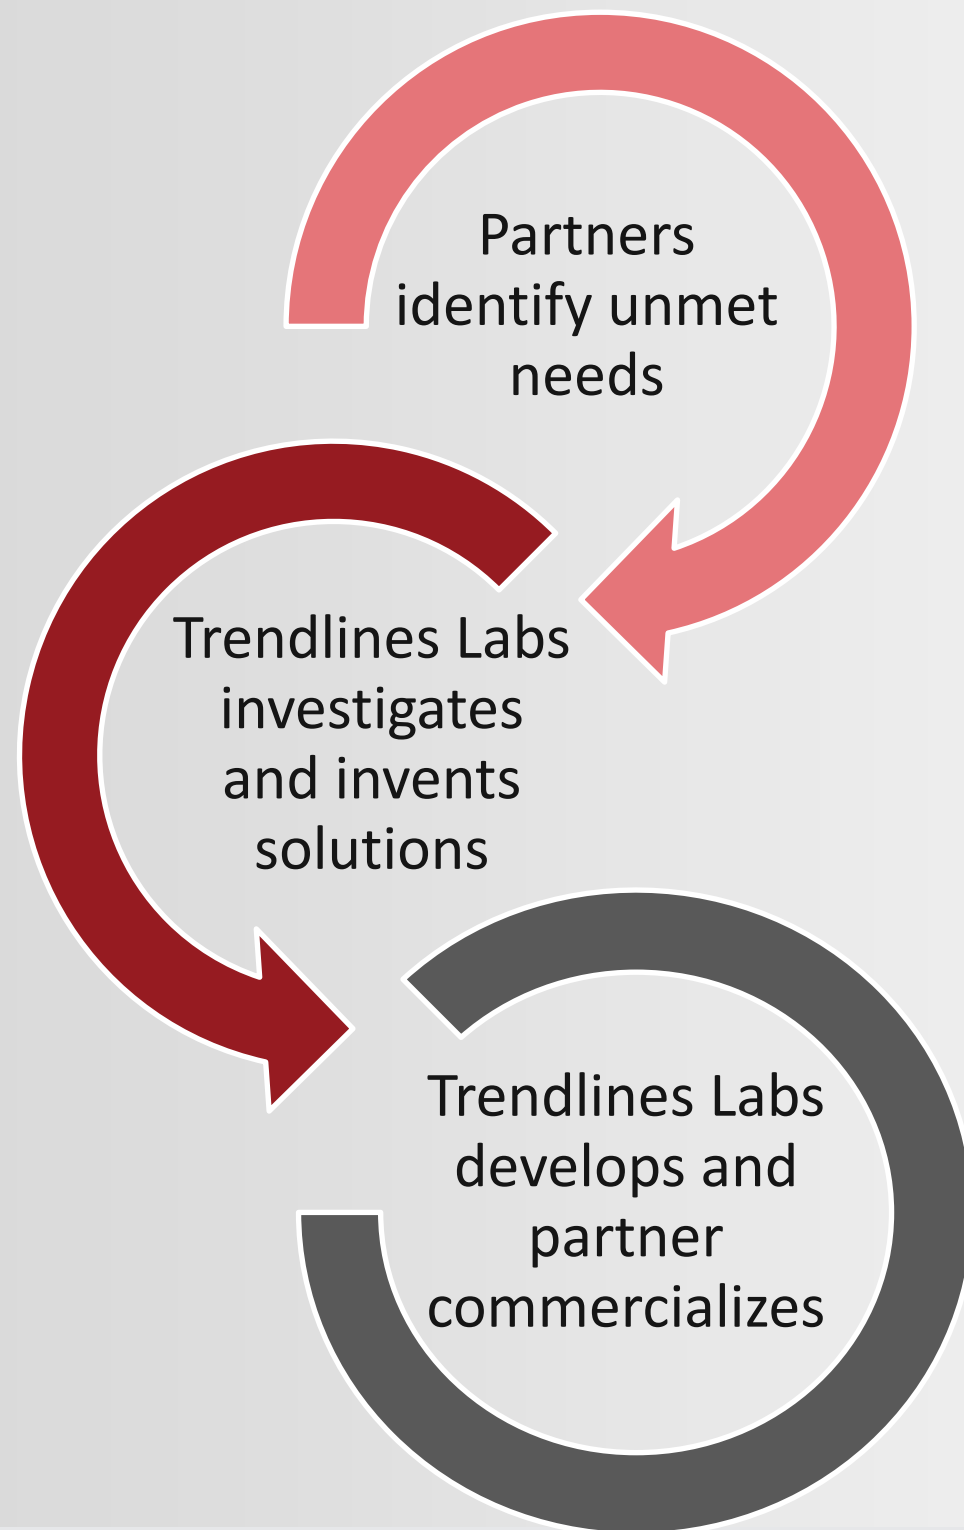 Partners
identify unmet
needs
Trendlines Labs
investigates
and invents
solutions
Trendlines Labs
develops and
partner
commercializes